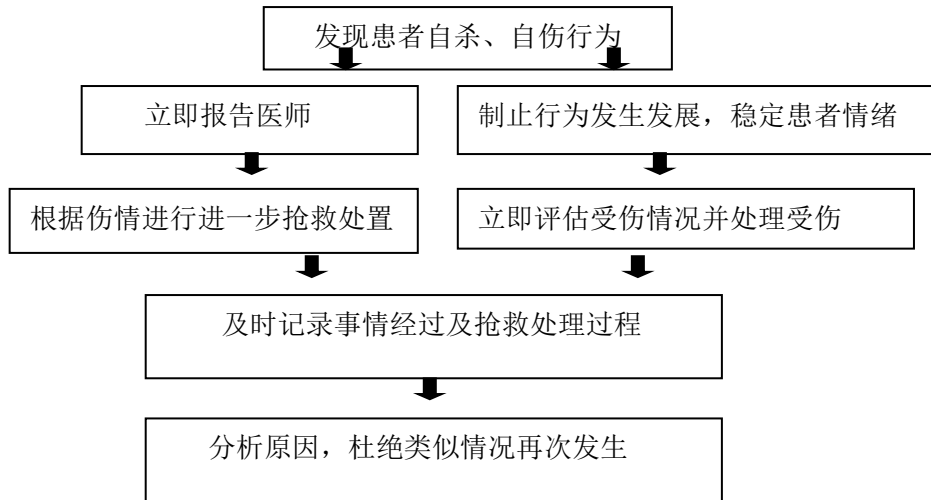 发现患者自杀、自伤行为
立即报告医师
制止行为发生发展，稳定患者情绪
根据伤情进行进一步抢救处置
立即评估受伤情况并处理受伤
及时记录事情经过及抢救处理过程
分析原因，杜绝类似情况再次发生